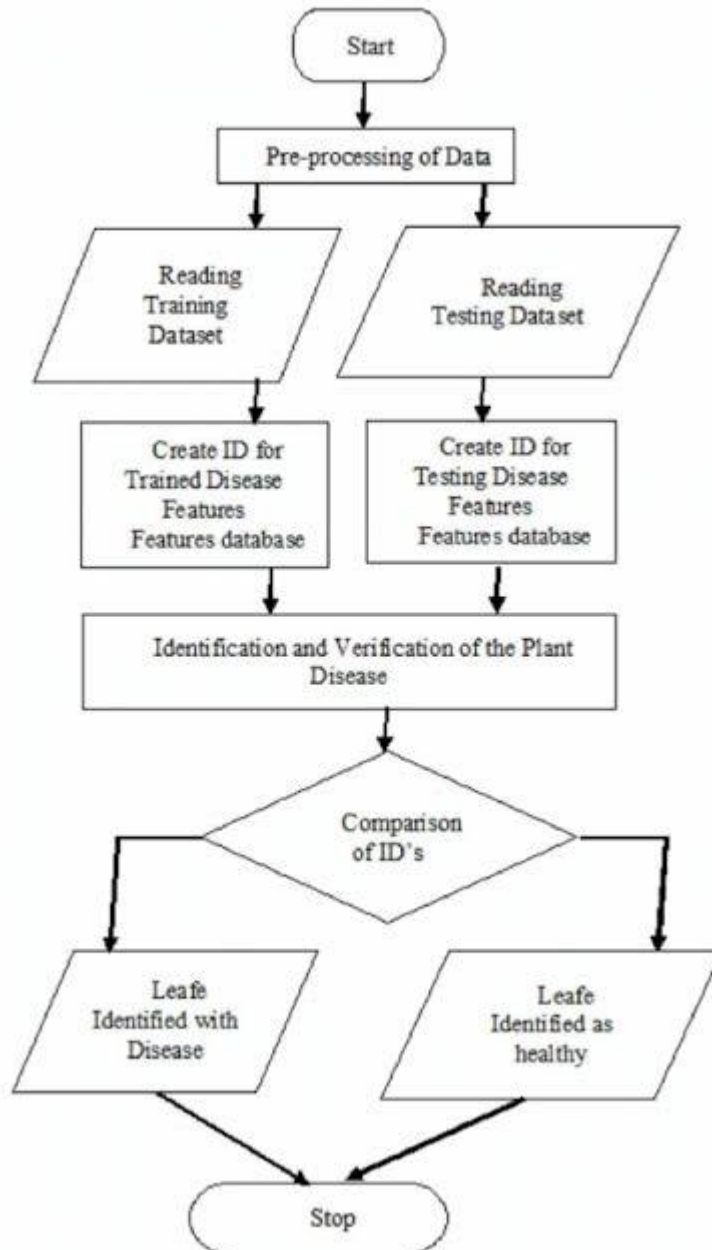 Start
Pre-processing of Data
Reading
Training
Dataset
Reading
Testing Dataset
Create ID for
Trained Disease
Features
Features database
Create ID for
Testing Disease
Features
Features database
Identification and Verification of the Plant
Disease
Comparison
of ID's
Leafe
Identified with
Disease
Leafe
Identified as
healthy
Stop